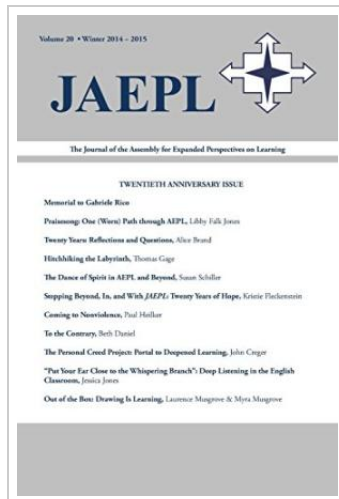 Volume 20 • Winter 2014 – 2015
JAEPL
The Journal of the Assembly for Expanded Perspectives on Learning
TWENTIETH ANNIVERSARY ISSUE
Memorial to Gabriele Rico
Praisesong: One (Worn) Path through AEPL, Libby Falk Jones
Twenty Years: Reflections and Questions, Alice Brand
Hitchhiking the Labyrinth, Thomas Gage
The Dance of Spirit in AEPL and Beyond, Susan Schiller
Stepping Beyond, In, and With JAEPL: Twenty Years of Hope, Kristie Fleckenstein
Coming to Nonviolence, Paul Heilker
To the Contrary, Beth Daniel
The Personal Creed Project: Portal to Deepened Learning, John Creger
"Put Your Ear Close to the Whispering Branch": Deep Listening in the English
Classroom, Jessica Jones
Out of the Box: Drawing Is Learning, Laurence Musgrove & Myra Musgrove